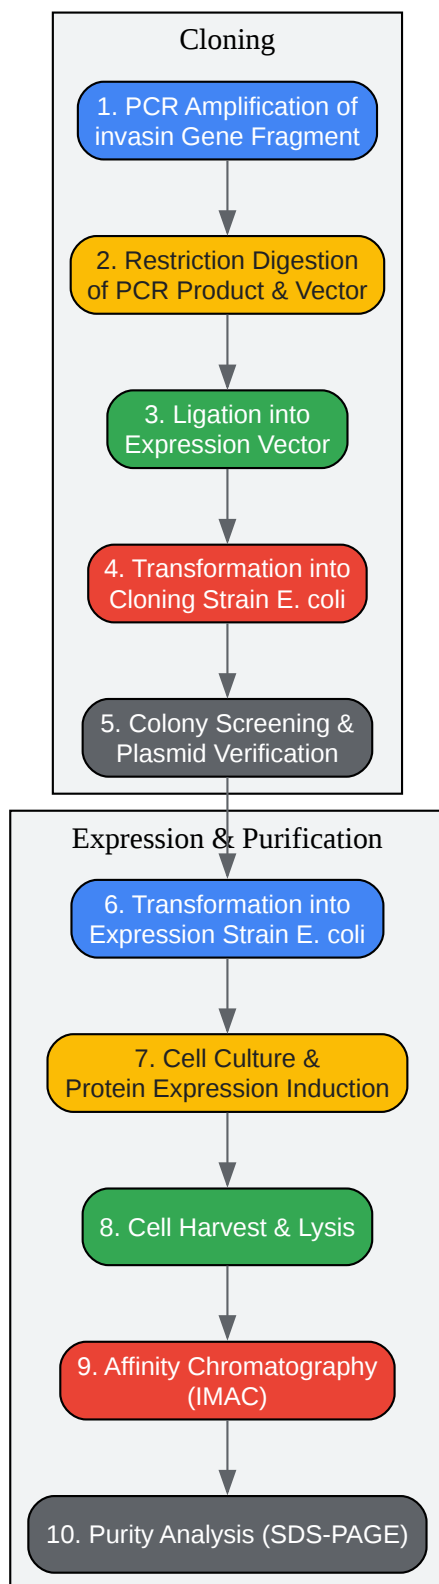 Cloning
1. PCR Amplification of
invasin Gene Fragment
2. Restriction Digestion
of PCR Product & Vector
3. Ligation into
Expression Vector
4. Transformation into
Cloning Strain E. coli
5. Colony Screening &
Plasmid Verification
Expression & Purification
6. Transformation into
Expression Strain E. coli
7. Cell Culture &
Protein Expression Induction
8. Cell Harvest & Lysis
9. Affinity Chromatography
(IMAC)
10. Purity Analysis (SDS-PAGE)